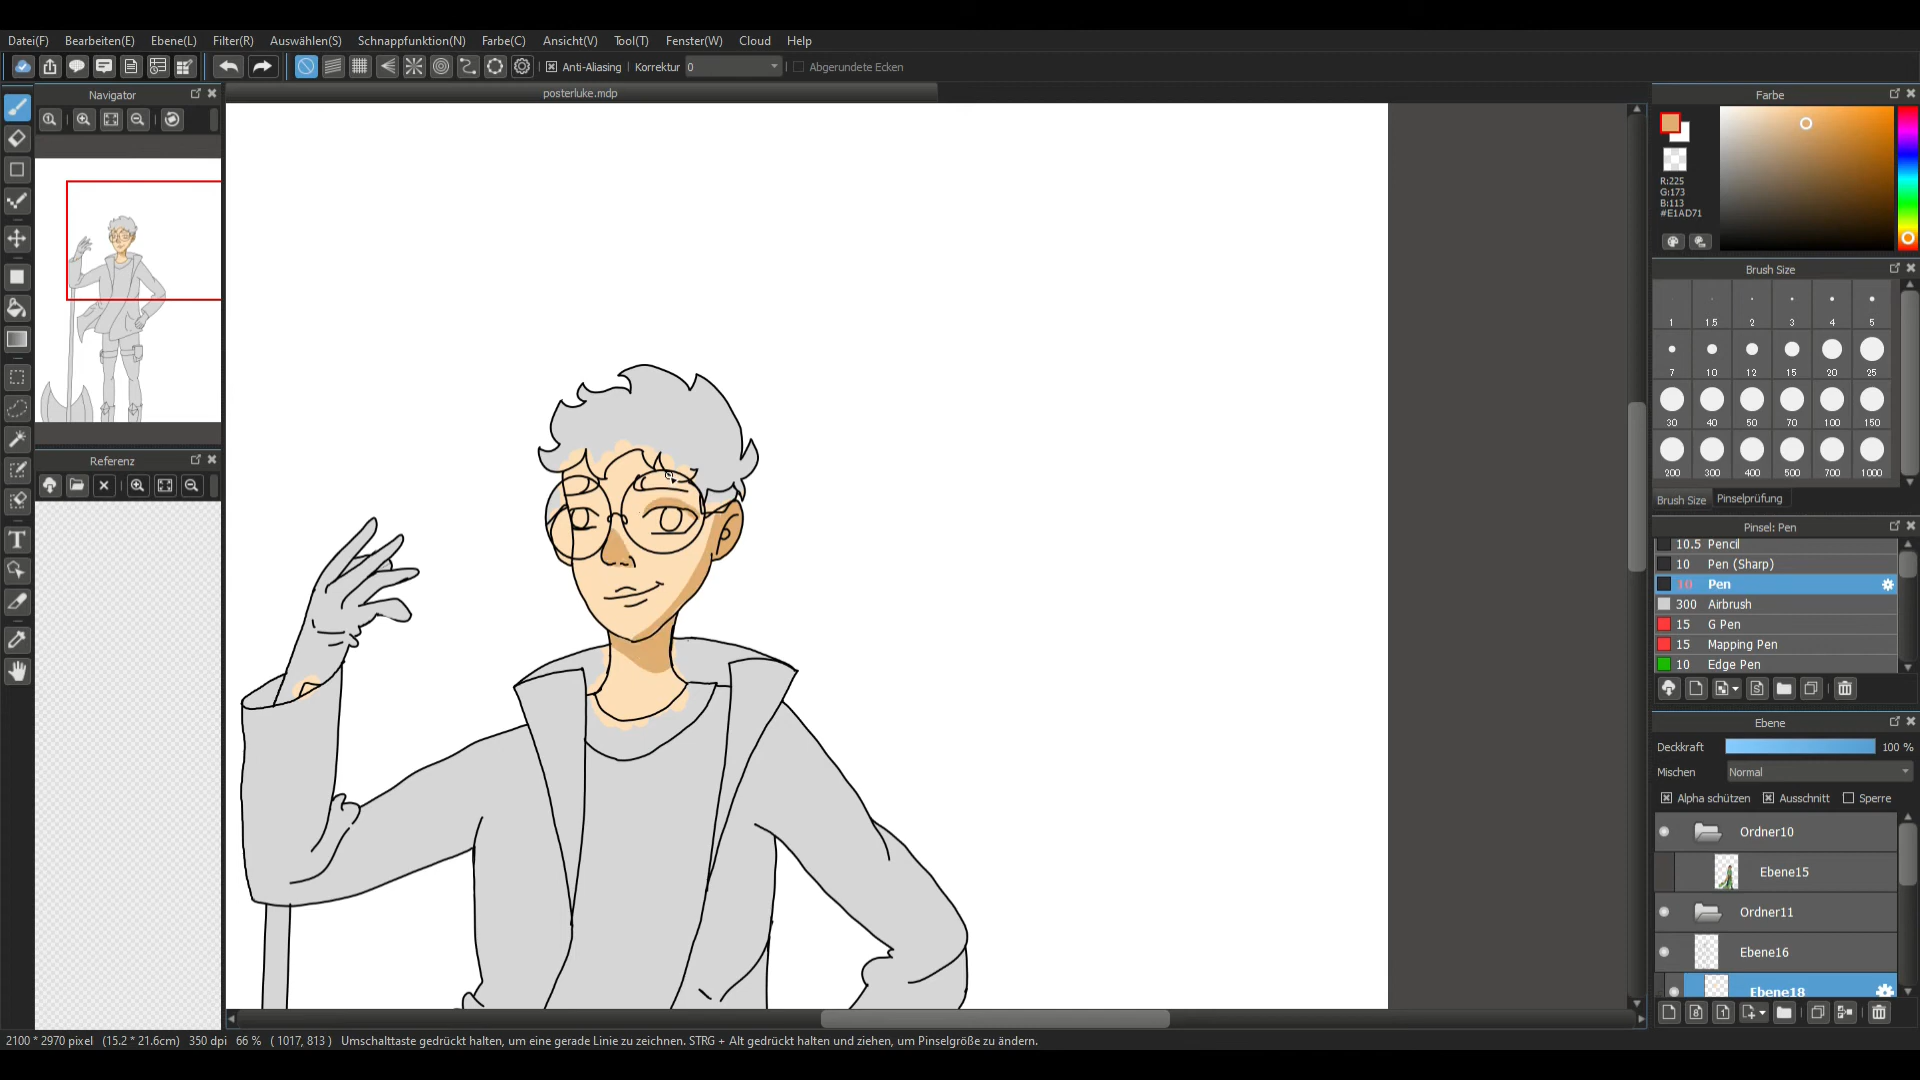 Datei(F) Bearbeiten(E) Ebene(L) Filter(R) Auswählen(S) Schnappfunktion(N) Farbe(C) Ansicht(V) Tool(T) Fenster(W) Cloud Help
Anti-Aliasing Korrektur 0 Abgerundete Ecken
Navigator
posterluke.mdp
Farbe
R:225
G:173
B:113
#E1AD71
Brush Size
1 1.5 2 3 4 5
7 10 12 15 20 25
30 40 50 70 100 150
200 300 400 500 700 1000
Brush Size Pinselprüfung
Referenz
Pinsel: Pen
10.5 Pencil
10 Pen (Sharp)
10 Pen
300 Airbrush
15 G Pen
15 Mapping Pen
10 Edge Pen
Ebene
Deckkraft 100 %
Mischen Normal
Alpha schützen Ausschnitt Sperre
Ordner10
Ebene15
Ordner11
Ebene16
Ebene18
2100 * 2970 pixel (15.2 * 21.6cm) 350 dpi 66 % ( 1017, 813 ) Umschalttaste gedrückt halten, um eine gerade Linie zu zeichnen. STRG + Alt gedrückt halten und ziehen, um Pinselgröße zu ändern.